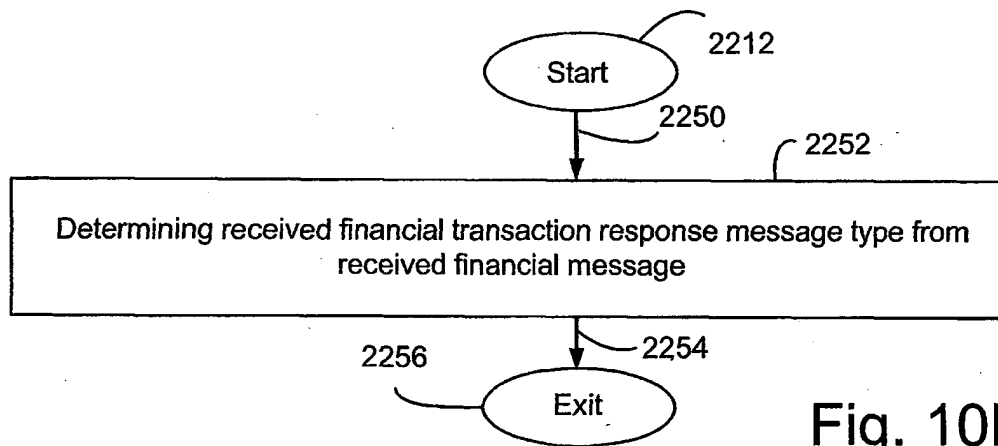 2212
Start
2250
2252
Determining received financial transaction response message type from
received financial message
2254
2256
Exit
Fig.